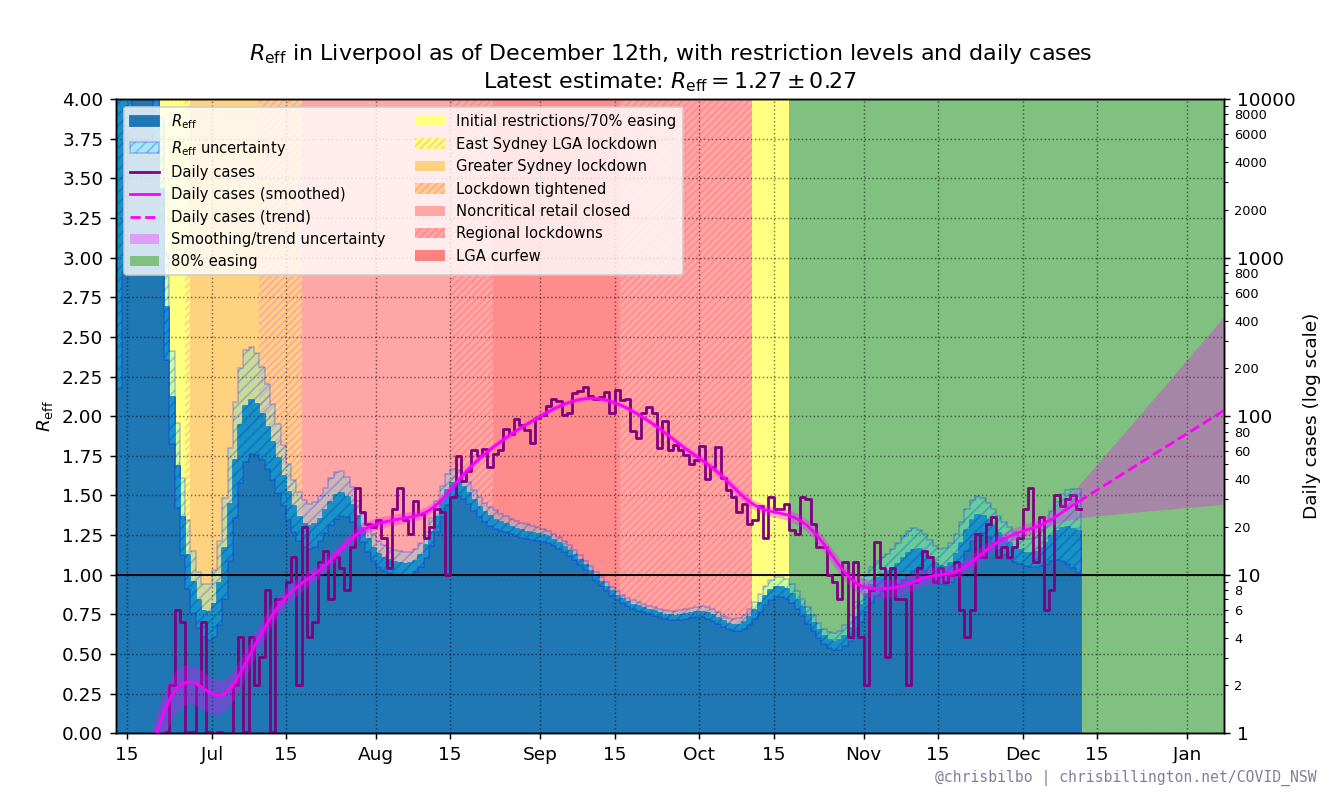 Reff in Liverpool as of December 12th, with restriction levels and daily cases
Latest estimate: Reff = 1.27 ± 0.27
Reff
Reff uncertainty
Daily cases
Daily cases (smoothed)
Daily cases (trend)
Smoothing/trend uncertainty
80% easing
Initial restrictions/70% easing
East Sydney LGA lockdown
Greater Sydney lockdown
Lockdown tightened
Noncritical retail closed
Regional lockdowns
LGA curfew
Reff
4.00
3.75
3.50
3.25
3.00
2.75
2.50
2.25
2.00
1.75
1.50
1.25
1.00
0.75
0.50
0.25
0.00
10000
8000
6000
4000
2000
1000
800
600
400
200
100
80
60
40
20
10
8
6
4
2
1
Daily cases (log scale)
15 Jul 15 Aug 15 Sep 15 Oct 15 Nov 15 Dec 15 Jan
@chrisbilbo | chrisbillington.net/COVID_NSW